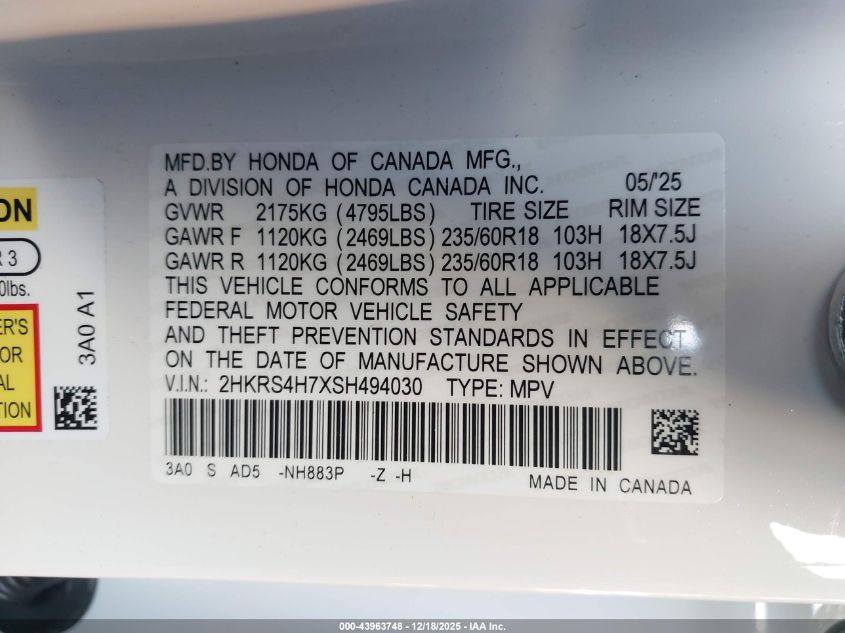 MFD.BY HONDA OF CANADA MFG.,
A DIVISION OF HONDA CANADA INC. 05/'25
GVWR 2175KG (4795LBS) TIRE SIZE RIM SIZE
GAWR F 1120KG (2469LBS) 235/60R18 103H 18X7.5J
GAWR R 1120KG (2469LBS) 235/60R18 103H 18X7.5J
THIS VEHICLE CONFORMS TO ALL APPLICABLE
FEDERAL MOTOR VEHICLE SAFETY
AND THEFT PREVENTION STANDARDS IN EFFECT
ON THE DATE OF MANUFACTURE SHOWN ABOVE.
V.I.N.: 2HKRS4H7XSH494030 TYPE: MPV
3A0 S AD5 -NH883P -Z -H
MADE IN CANADA
ON
R 3
0lbs.
ER'S
OR
AL
TION
3A0 A1
000-43963748 - 12/18/2025 - IAA Inc.